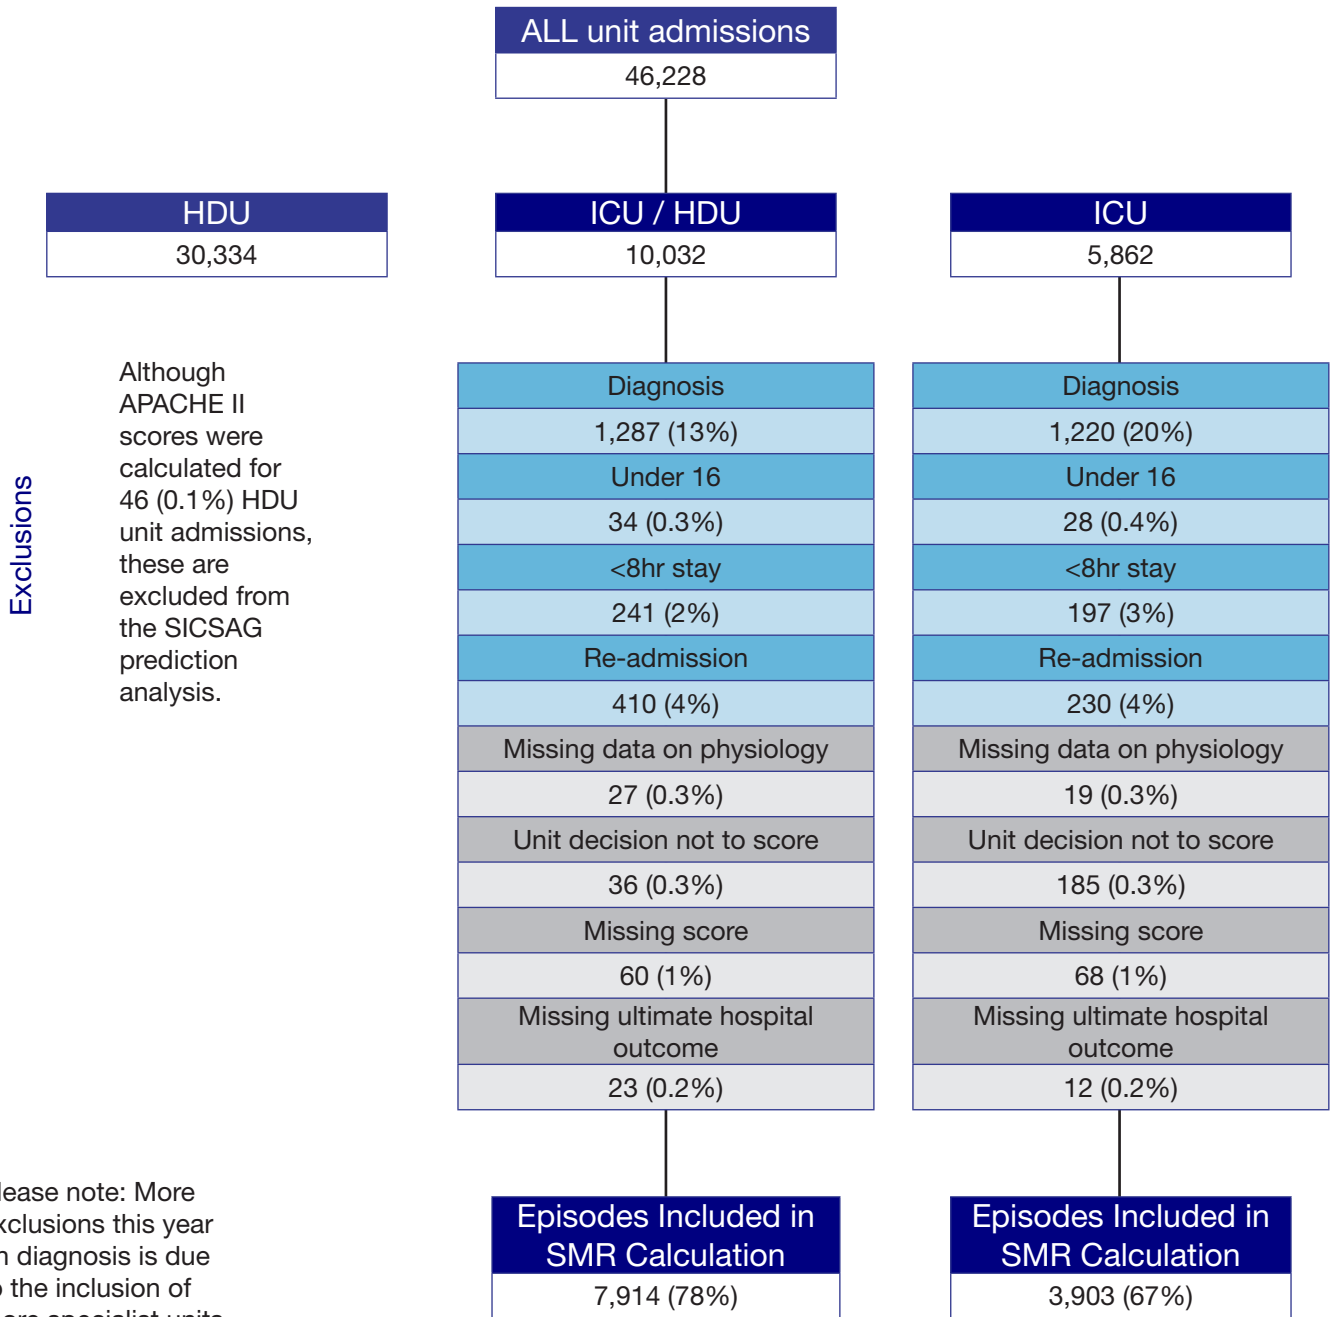 ALL unit admissions
46,228
HDU
30,334
ICU / HDU
10,032
ICU
5,862
Exclusions
Although
APACHE II
scores were
calculated for
46 (0.1%) HDU
unit admissions,
these are
excluded from
the SICSAG
prediction
analysis.
Diagnosis
1,287 (13%)
Under 16
34 (0.3%)
<8hr stay
241 (2%)
Re-admission
410 (4%)
Missing data on physiology
27 (0.3%)
Unit decision not to score
36 (0.3%)
Missing score
60 (1%)
Missing ultimate hospital
outcome
23 (0.2%)
Diagnosis
1,220 (20%)
Under 16
28 (0.4%)
<8hr stay
197 (3%)
Re-admission
230 (4%)
Missing data on physiology
19 (0.3%)
Unit decision not to score
185 (0.3%)
Missing score
68 (1%)
Missing ultimate hospital
outcome
12 (0.2%)
lease note: More
xclusions this year
n diagnosis is due
o the inclusion of
ore specialist units
Episodes Included in
SMR Calculation
7,914 (78%)
Episodes Included in
SMR Calculation
3,903 (67%)